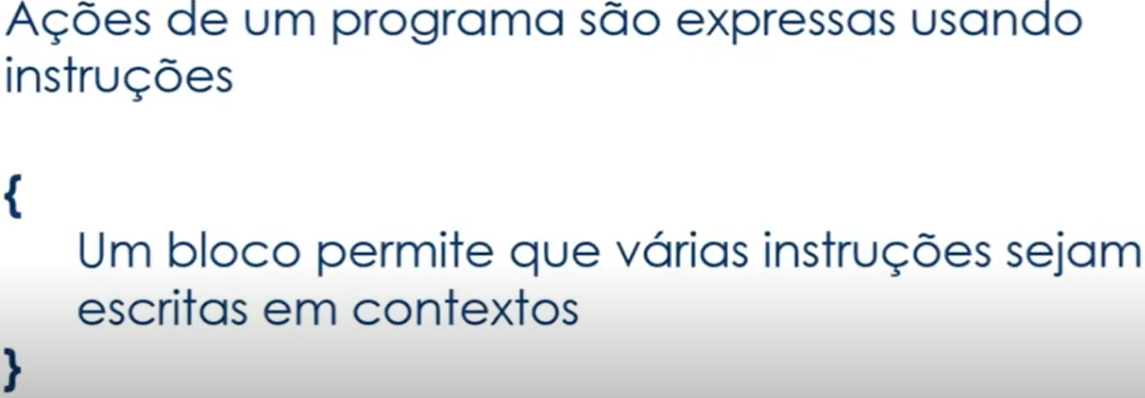 Ações de um programa são expressas usando
instruções
{
Um bloco permite que várias instruções sejam
escritas em contextos
}